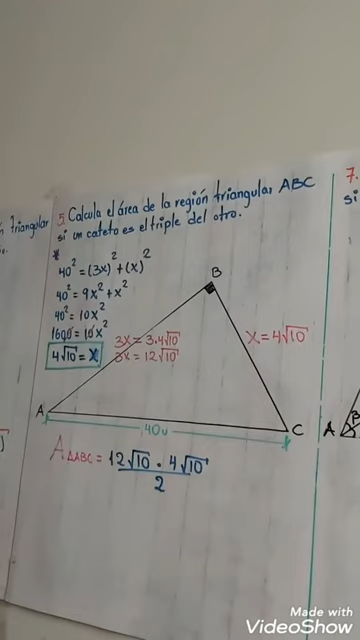 n triangular
o.
5. Calcula el área de la región triangular ABC
si un cateto es el triple del otro.
*
40² = (3x)² + (x)²
40² = 9x² + x²
40² = 10x²
1600 = 10x²
4√10 = x
3x = 3.4√10
3x = 12√10
x = 4√10
B
A
40u
C
A△ABC = 12√10 . 4√10
2
7.
si
A
B
Made with
VideoShow